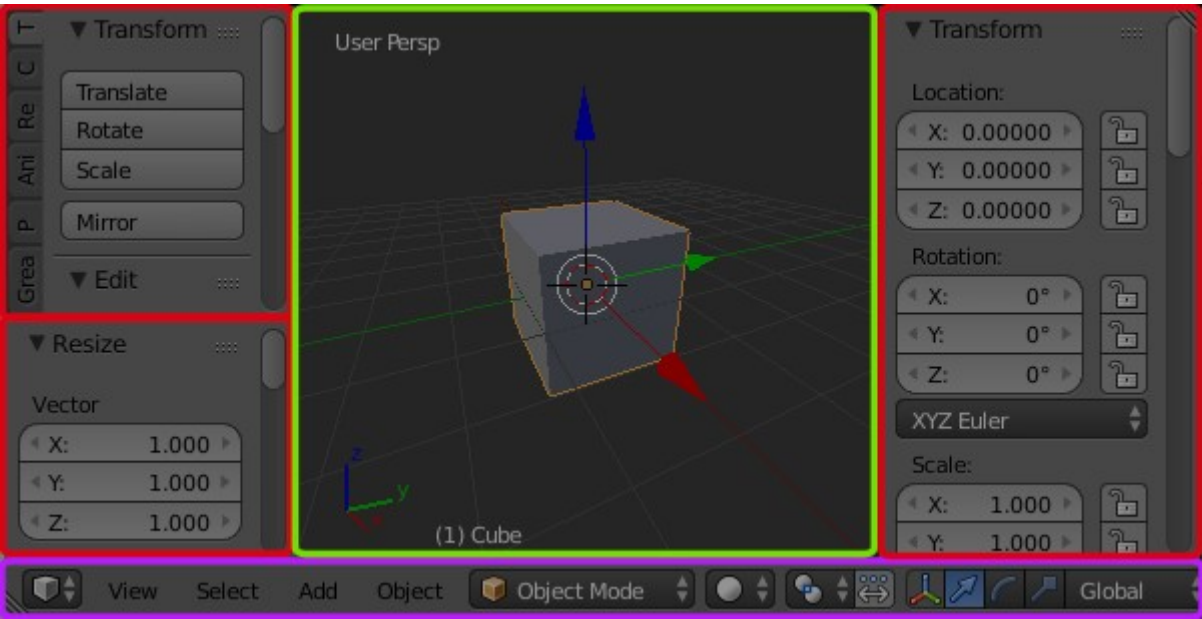 T
C
Re
Ani
P
Grea
Transform
Translate
Rotate
Scale
Mirror
Edit
Resize
Vector
X: 1.000
Y: 1.000
Z: 1.000
User Persp
z
y
x
(1) Cube
Transform
Location:
X: 0.00000
Y: 0.00000
Z: 0.00000
Rotation:
X: 0°
Y: 0°
Z: 0°
XYZ Euler
Scale:
X: 1.000
Y: 1.000
View Select Add Object Object Mode Global